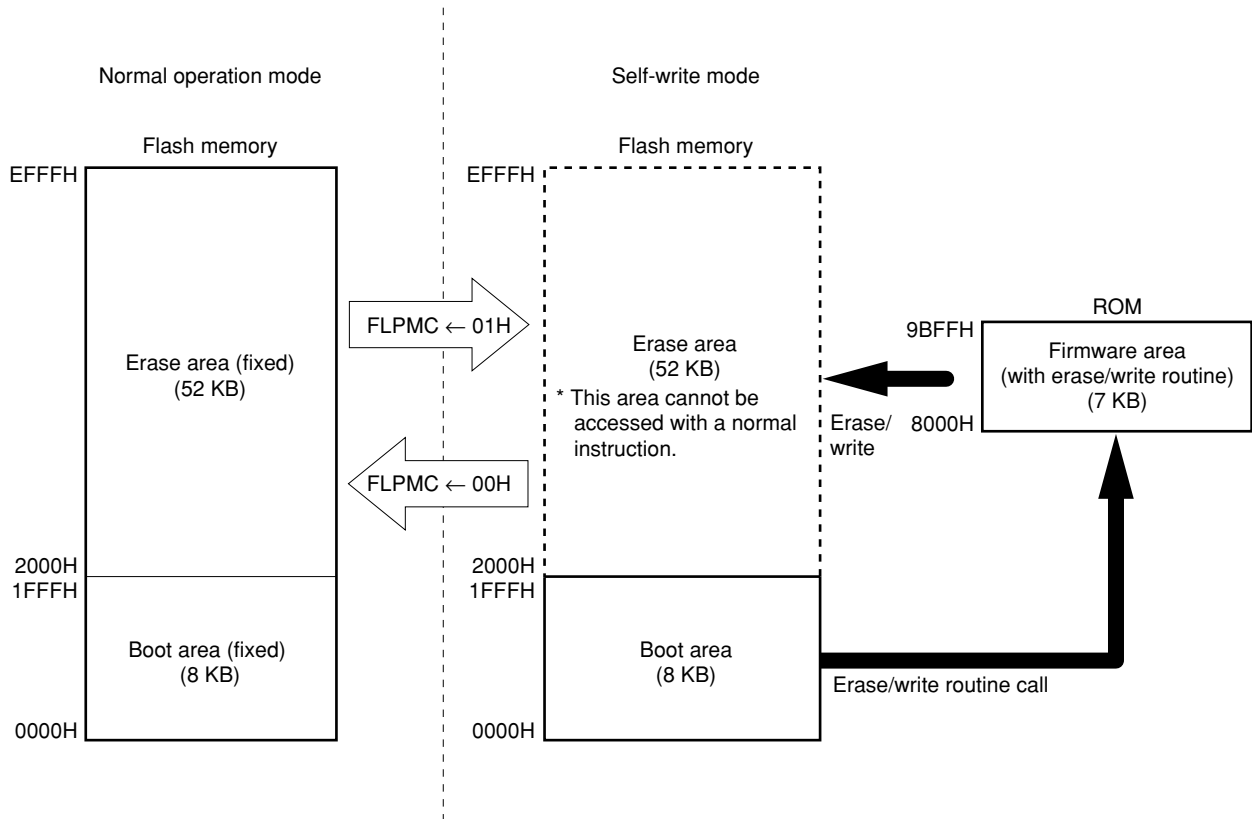 Normal operation mode
Flash memory
EFFFH
Erase area (fixed)
(52 KB)
2000H
1FFFH
Boot area (fixed)
(8 KB)
0000H
FLPMC ← 01H
FLPMC ← 00H
Self-write mode
Flash memory
EFFFH
Erase area
(52 KB)
* This area cannot be
accessed with a normal
instruction.
2000H
1FFFH
Boot area
(8 KB)
0000H
Erase/
write
Erase/write routine call
ROM
9BFFH
Firmware area
(with erase/write routine)
(7 KB)
8000H